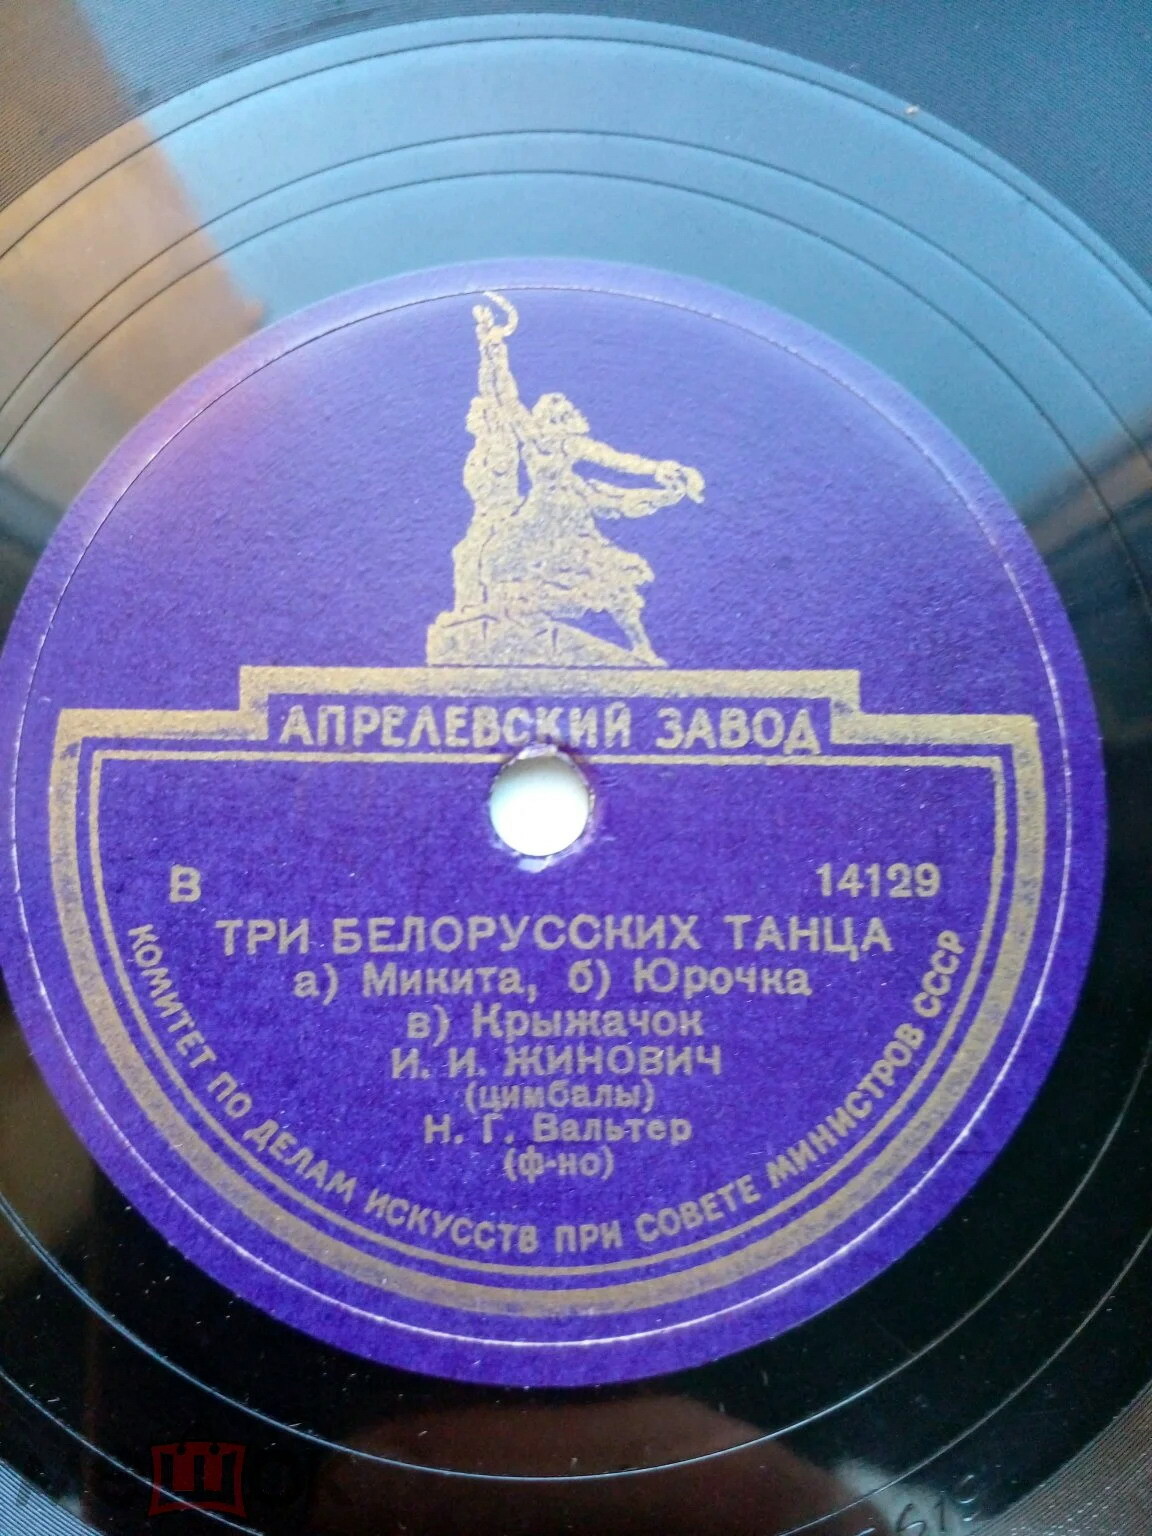 АПРЕЛЕВСКИЙ ЗАВОД
В 14129
ТРИ БЕЛОРУССКИХ ТАНЦА
а) Микита, б) Юрочка
в) Крыжачок
И. И. ЖИНОВИЧ
(цимбалы)
Н. Г. Вальтер
(ф-но)
КОМИТЕТ ПО ДЕЛАМ ИСКУССТВ ПРИ СОВЕТЕ МИНИСТРОВ СССР
мешок